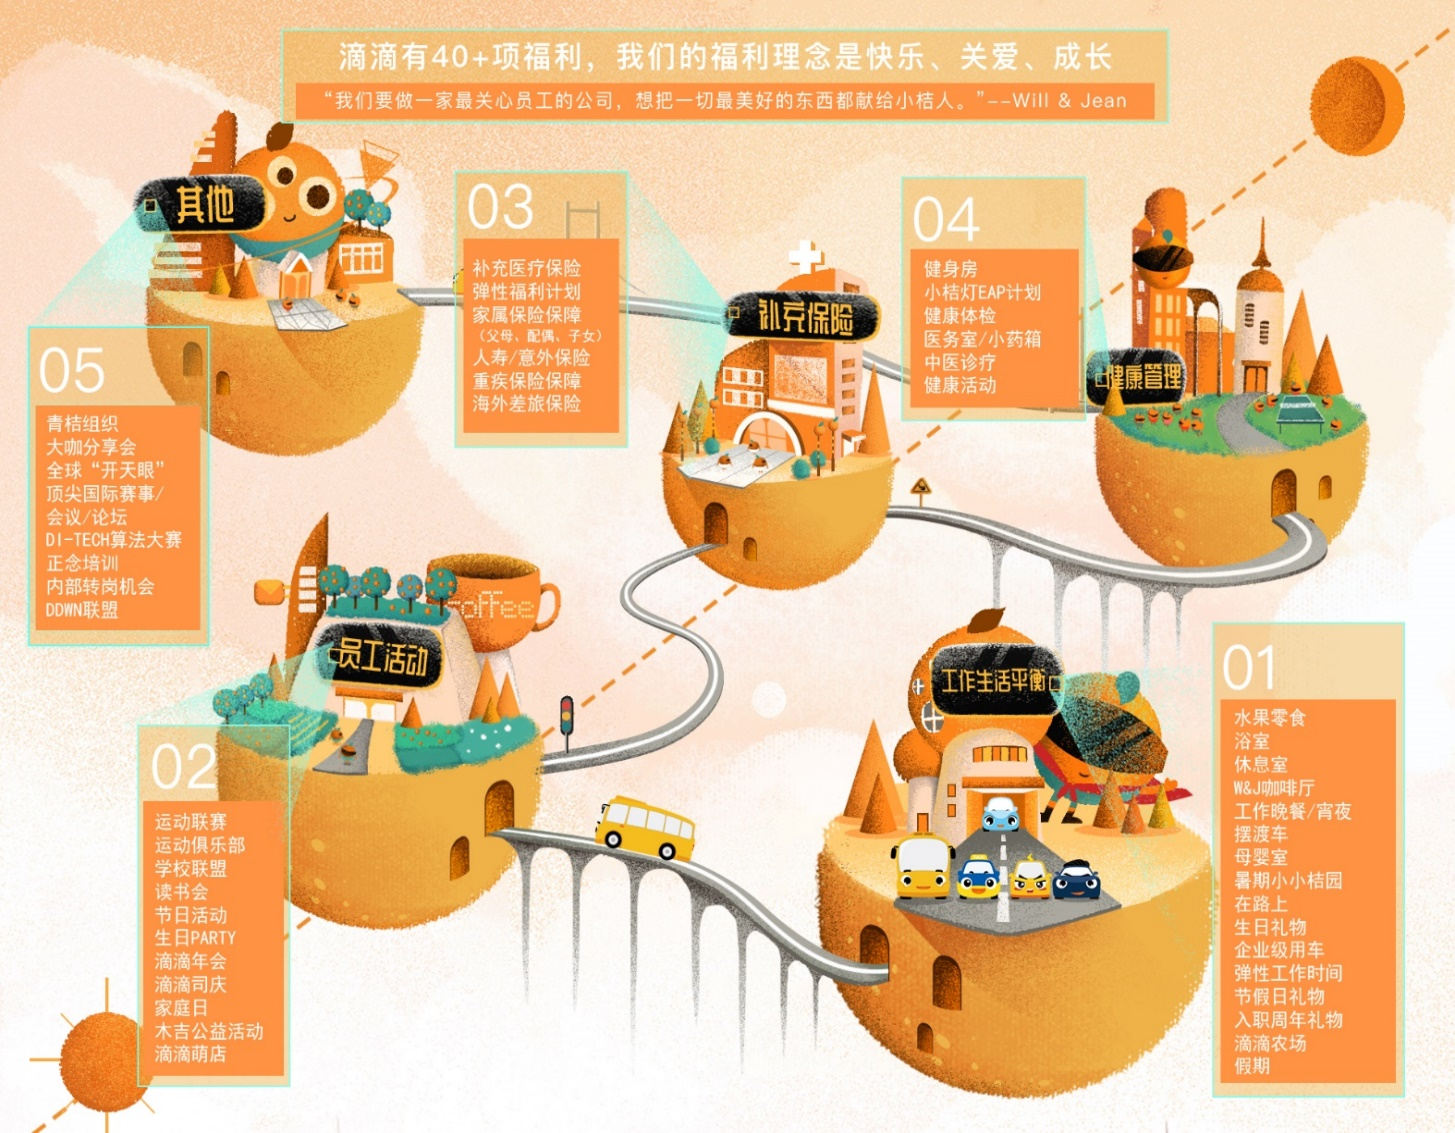 滴滴有40+项福利，我们的福利理念是快乐、关爱、成长
“我们要做一家最关心员工的公司，想把一切最美好的东西都献给小桔人。”--Will & Jean
其他
05
青桔组织
大咖分享会
全球“开天眼”
顶尖国际赛事/
会议/论坛
DI-TECH算法大赛
正念培训
内部转岗机会
DDWN联盟
03
补充医疗保险
弹性福利计划
家属保险保障
（父母、配偶、子女）
人寿/意外保险
重疾保险保障
海外差旅保险
补充保险
04
健身房
小桔灯EAP计划
健康体检
医务室/小药箱
中医诊疗
健康活动
健康管理
coffee
员工活动
02
运动联赛
运动俱乐部
学校联盟
读书会
节日活动
生日PARTY
滴滴年会
滴滴司庆
家庭日
木吉公益活动
滴滴萌店
工作生活平衡
01
水果零食
浴室
休息室
W&J咖啡厅
工作晚餐/宵夜
摆渡车
母婴室
暑期小小桔园
在路上
生日礼物
企业级用车
弹性工作时间
节假日礼物
入职周年礼物
滴滴农场
假期